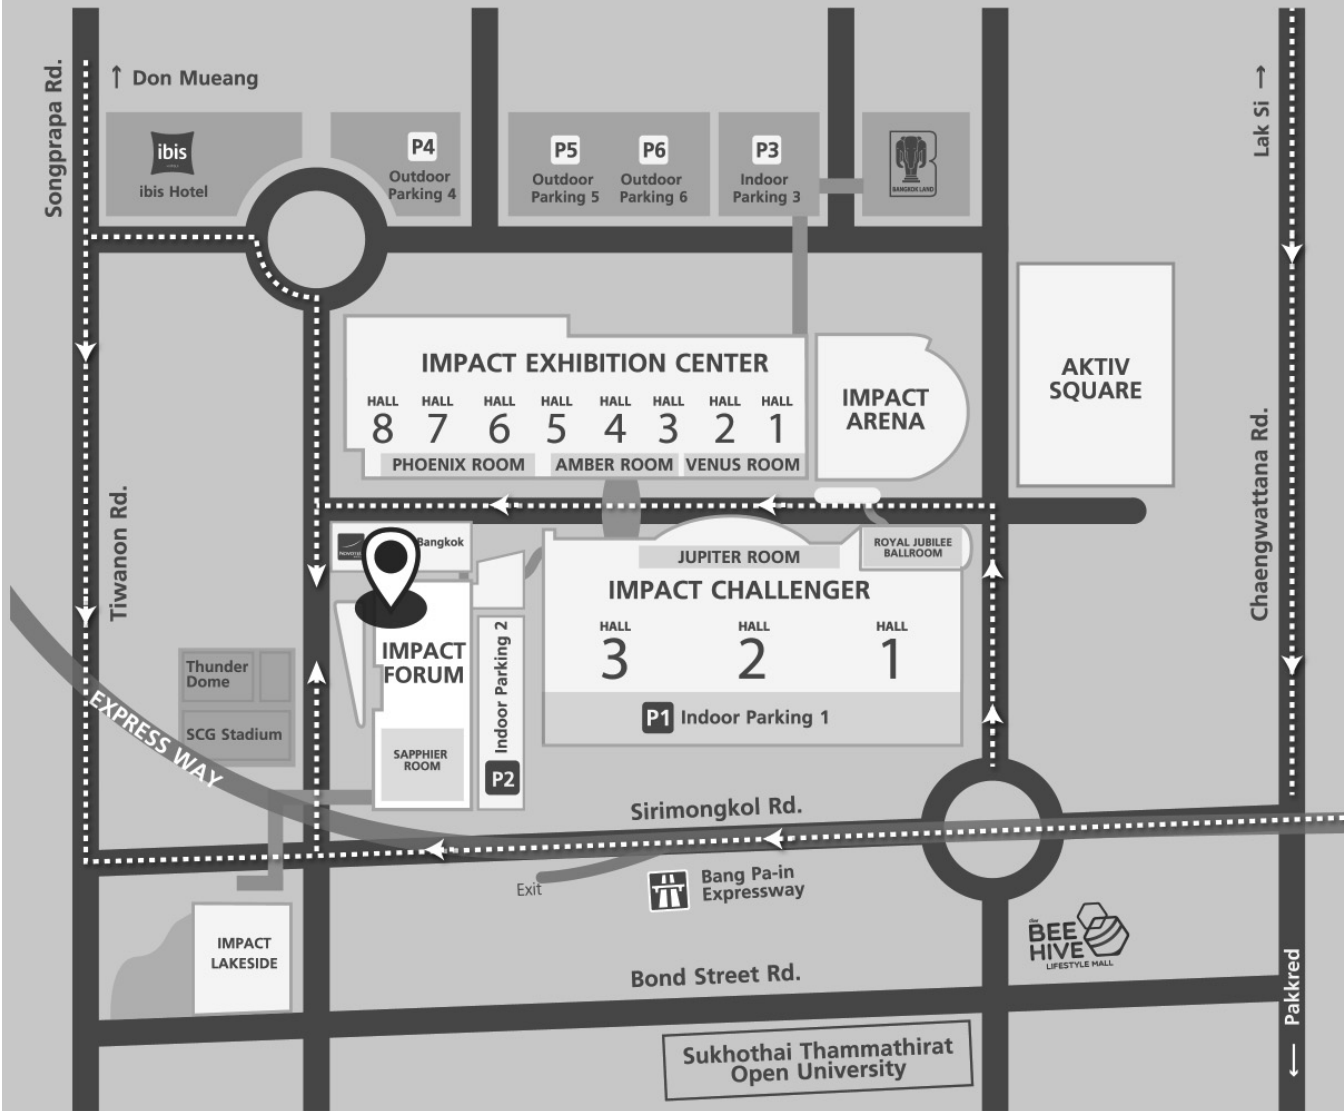 Songprapa Rd.
↑ Don Mueang
Lak Si →
ibis
ibis Hotel
P4
Outdoor
Parking 4
P5
Outdoor
Parking 5
P6
Outdoor
Parking 6
P3
Indoor
Parking 3
BANGKOK LAND
IMPACT EXHIBITION CENTER
HALL
8
HALL
7
HALL
6
HALL
5
HALL
4
HALL
3
HALL
2
HALL
1
PHOENIX ROOM
AMBER ROOM
VENUS ROOM
IMPACT
ARENA
AKTIV
SQUARE
Tiwanon Rd.
Chaengwattana Rd.
Bangkok
JUPITER ROOM
ROYAL JUBILEE
BALLROOM
IMPACT CHALLENGER
HALL
3
HALL
2
HALL
1
P1 Indoor Parking 1
IMPACT
FORUM
SAPPHIER
ROOM
Indoor Parking 2
P2
Thunder
Dome
SCG Stadium
EXPRESS WAY
Sirimongkol Rd.
Exit
Bang Pa-in
Expressway
IMPACT
LAKESIDE
the
BEE
HIVE
LIFESTYLE MALL
Bond Street Rd.
← Pakkred
Sukhothai Thammathirat
Open University